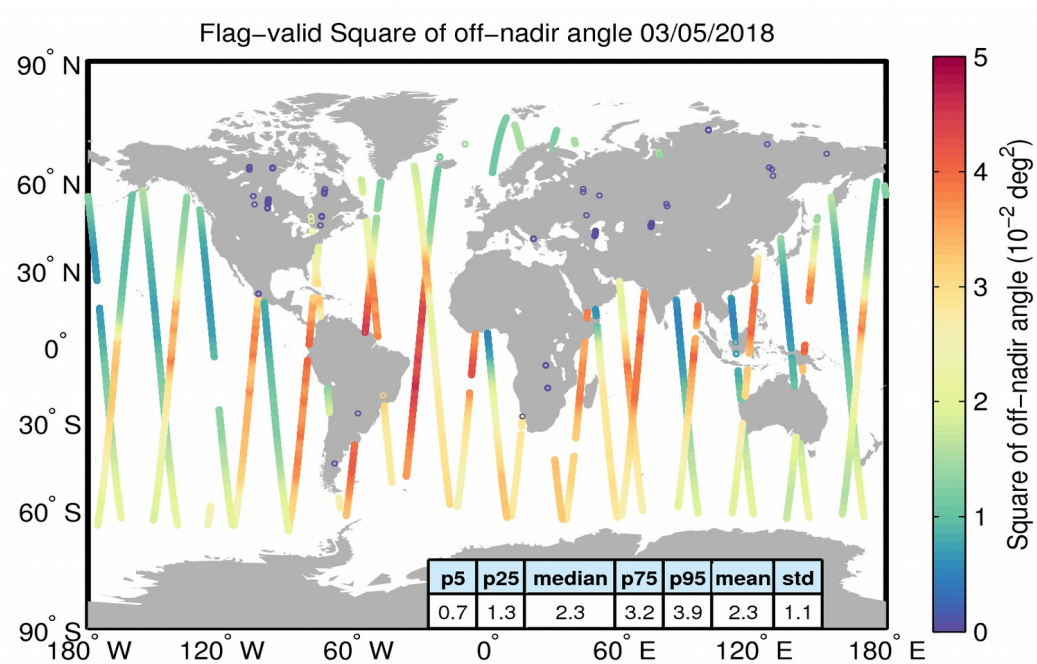 Flag-valid Square of off-nadir angle 03/05/2018
90° N
60° N
30° N
0°
30° S
60° S
90° S
180° W
120° W
60° W
0°
60° E
120° E
180° E
p5 p25 median p75 p95 mean std
0.7 1.3 2.3 3.2 3.9 2.3 1.1
5
4
3
2
1
0
Square of off-nadir angle (10⁻² deg²)